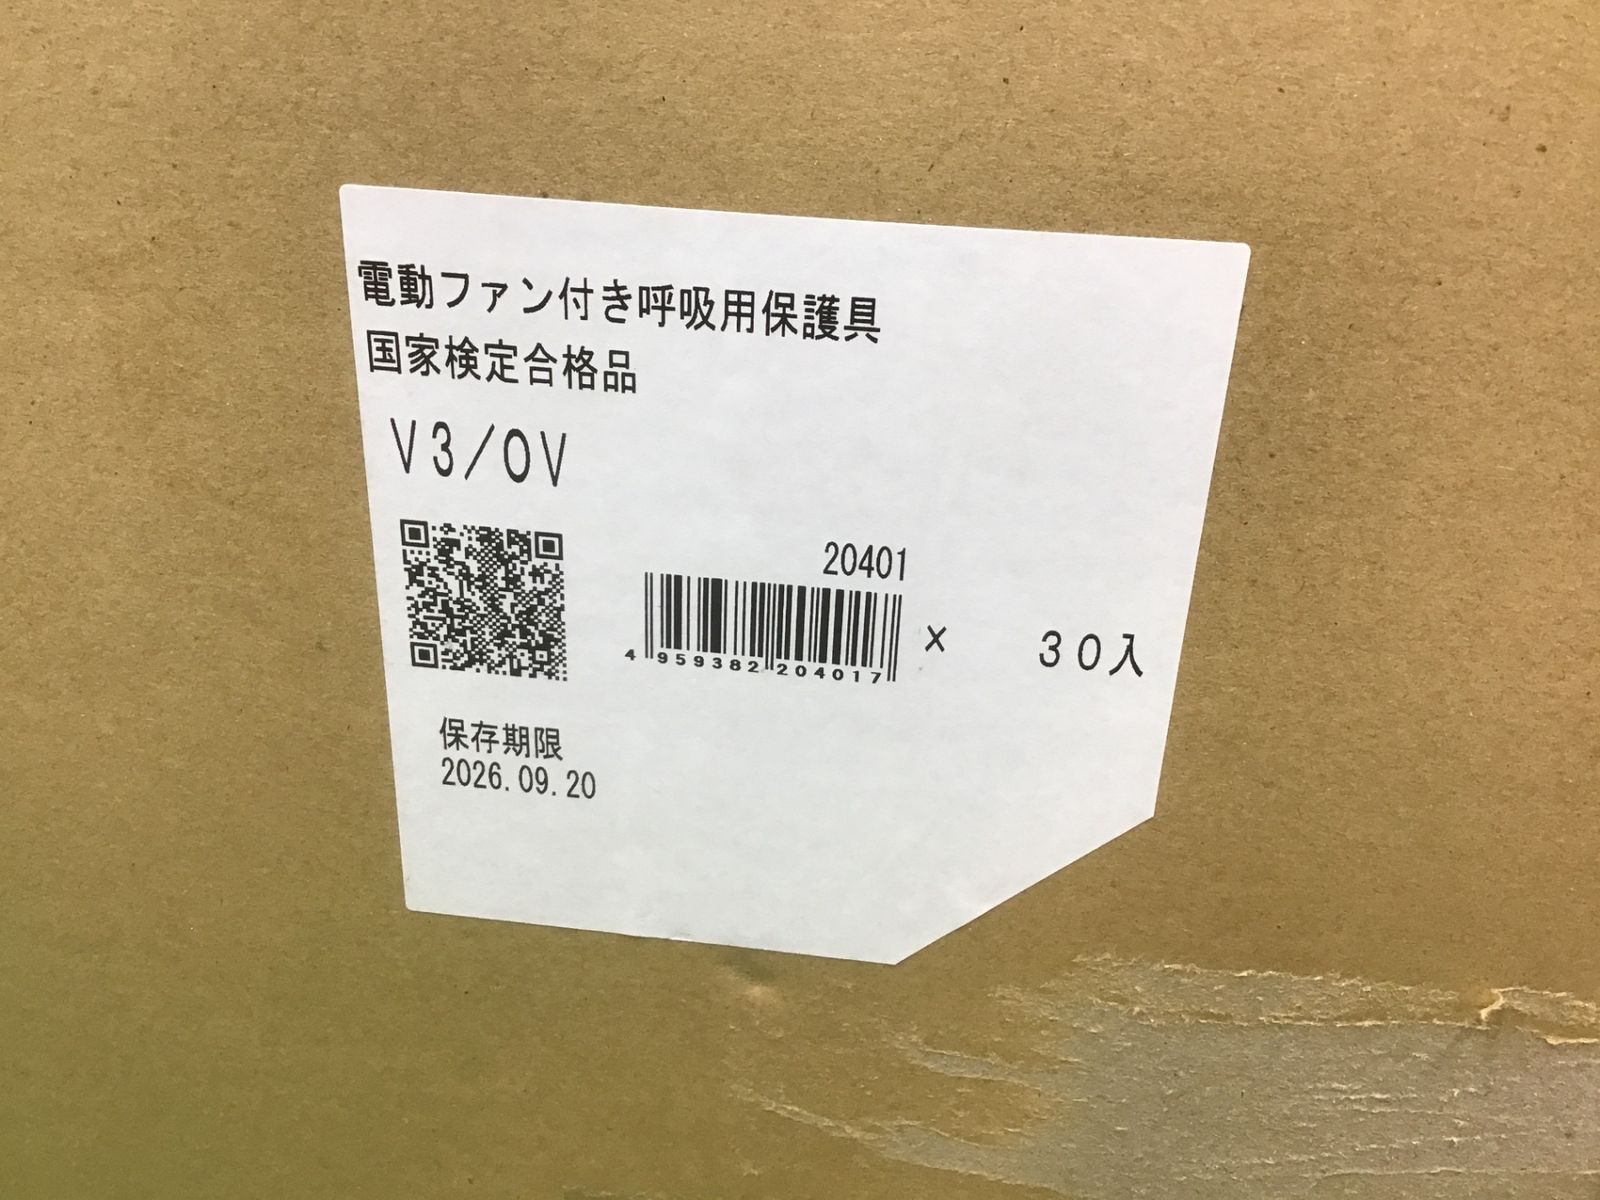 電動ファン付き呼吸用保護具
国家検定合格品
V3/OV
20401
4 959382 204017
× 30入
保存期限
2026.09.20